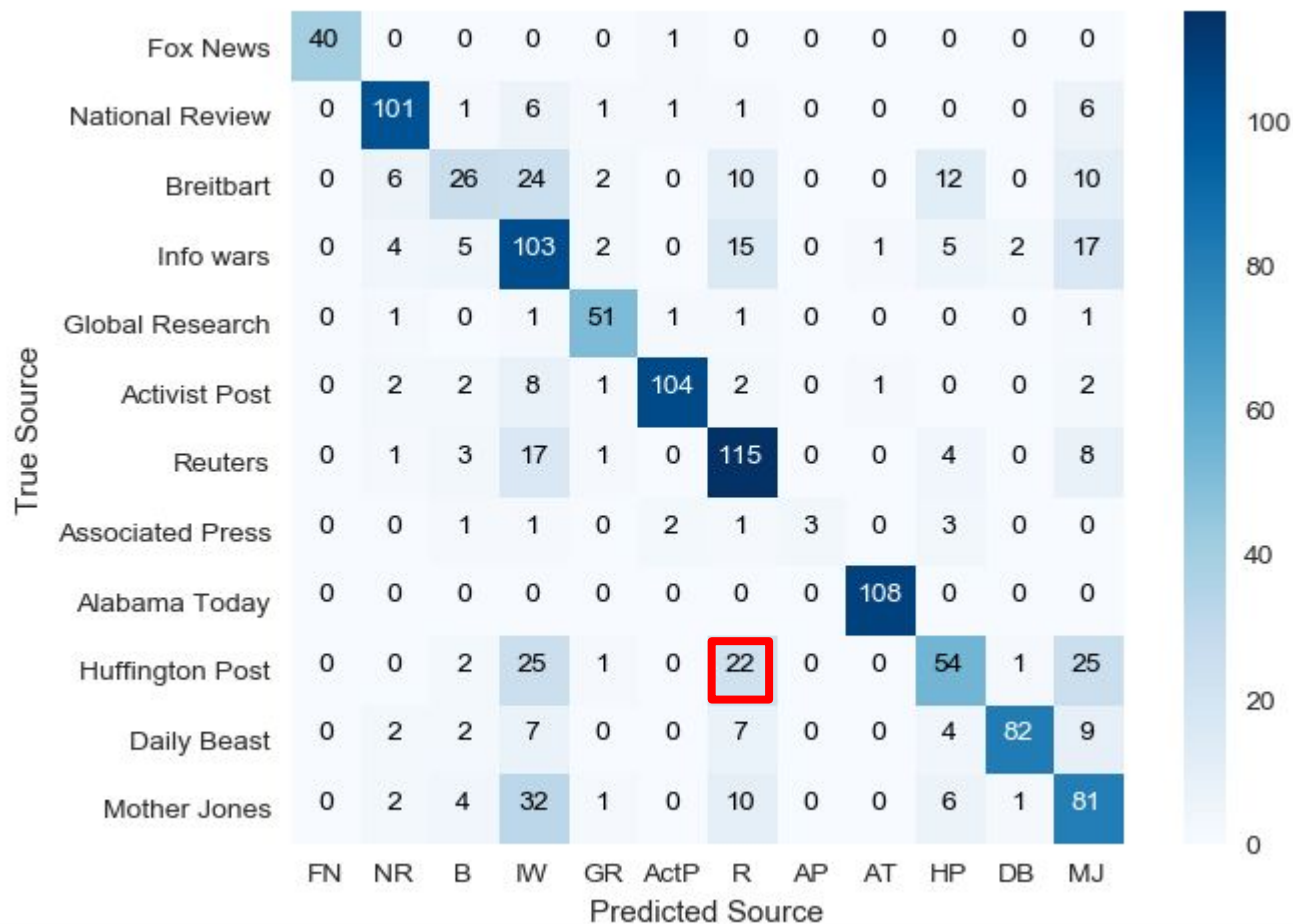 Fox News 40 0 0 0 0 1 0 0 0 0 0 0
National Review 0 101 1 6 1 1 1 0 0 0 0 6
Breitbart 0 6 26 24 2 0 10 0 0 12 0 10
Info wars 0 4 5 103 2 0 15 0 1 5 2 17
Global Research 0 1 0 1 51 1 1 0 0 0 0 1
Activist Post 0 2 2 8 1 104 2 0 1 0 0 2
Reuters 0 1 3 17 1 0 115 0 0 4 0 8
Associated Press 0 0 1 1 0 2 1 3 0 3 0 0
Alabama Today 0 0 0 0 0 0 0 0 108 0 0 0
Huffington Post 0 0 2 25 1 0 22 0 0 54 1 25
Daily Beast 0 2 2 7 0 0 7 0 0 4 82 9
Mother Jones 0 2 4 32 1 0 10 0 0 6 1 81
FN NR B IW GR ActP R AP AT HP DB MJ
Predicted Source
True Source
100
80
60
40
20
0